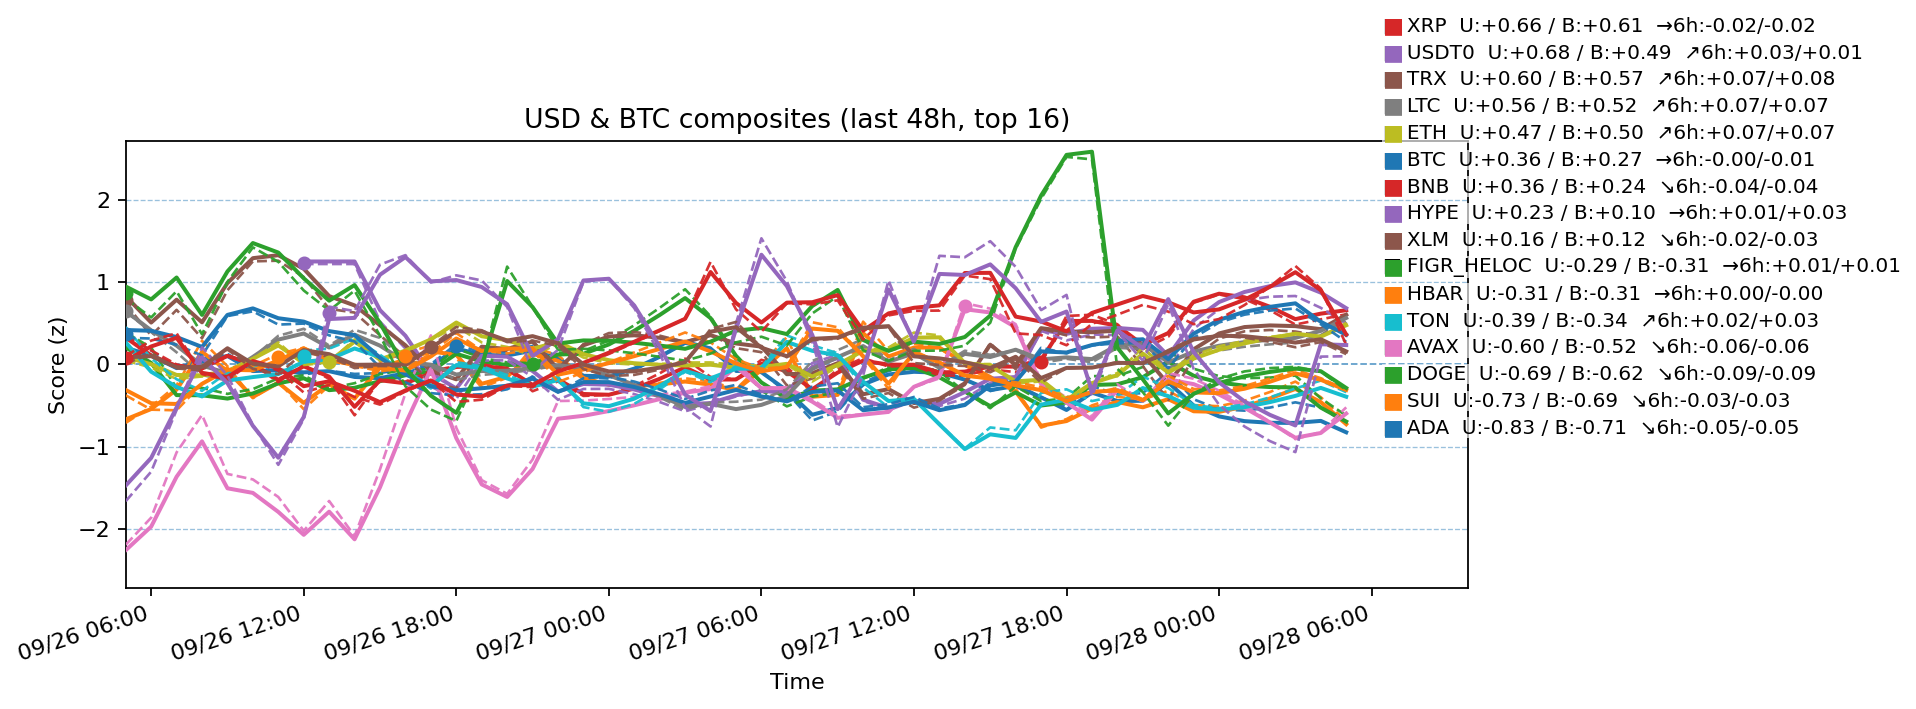 XRP  U:+0.66 / B:+0.61  →6h:-0.02/-0.02
USDT0  U:+0.68 / B:+0.49  ↗6h:+0.03/+0.01
TRX  U:+0.60 / B:+0.57  ↗6h:+0.07/+0.08
LTC  U:+0.56 / B:+0.52  ↗6h:+0.07/+0.07
ETH  U:+0.47 / B:+0.50  ↗6h:+0.07/+0.07
BTC  U:+0.36 / B:+0.27  →6h:-0.00/-0.01
BNB  U:+0.36 / B:+0.24  ↘6h:-0.04/-0.04
HYPE  U:+0.23 / B:+0.10  →6h:+0.01/+0.03
XLM  U:+0.16 / B:+0.12  ↘6h:-0.02/-0.03
FIGR_HELOC  U:-0.29 / B:-0.31  →6h:+0.01/+0.01
HBAR  U:-0.31 / B:-0.31  →6h:+0.00/-0.00
TON  U:-0.39 / B:-0.34  ↗6h:+0.02/+0.03
AVAX  U:-0.60 / B:-0.52  ↘6h:-0.06/-0.06
DOGE  U:-0.69 / B:-0.62  ↘6h:-0.09/-0.09
SUI  U:-0.73 / B:-0.69  ↘6h:-0.03/-0.03
ADA  U:-0.83 / B:-0.71  ↘6h:-0.05/-0.05
USD & BTC composites (last 48h, top 16)
Score (z)
2
1
0
−1
−2
09/26 06:00
09/26 12:00
09/26 18:00
09/27 00:00
09/27 06:00
09/27 12:00
09/27 18:00
09/28 00:00
09/28 06:00
Time